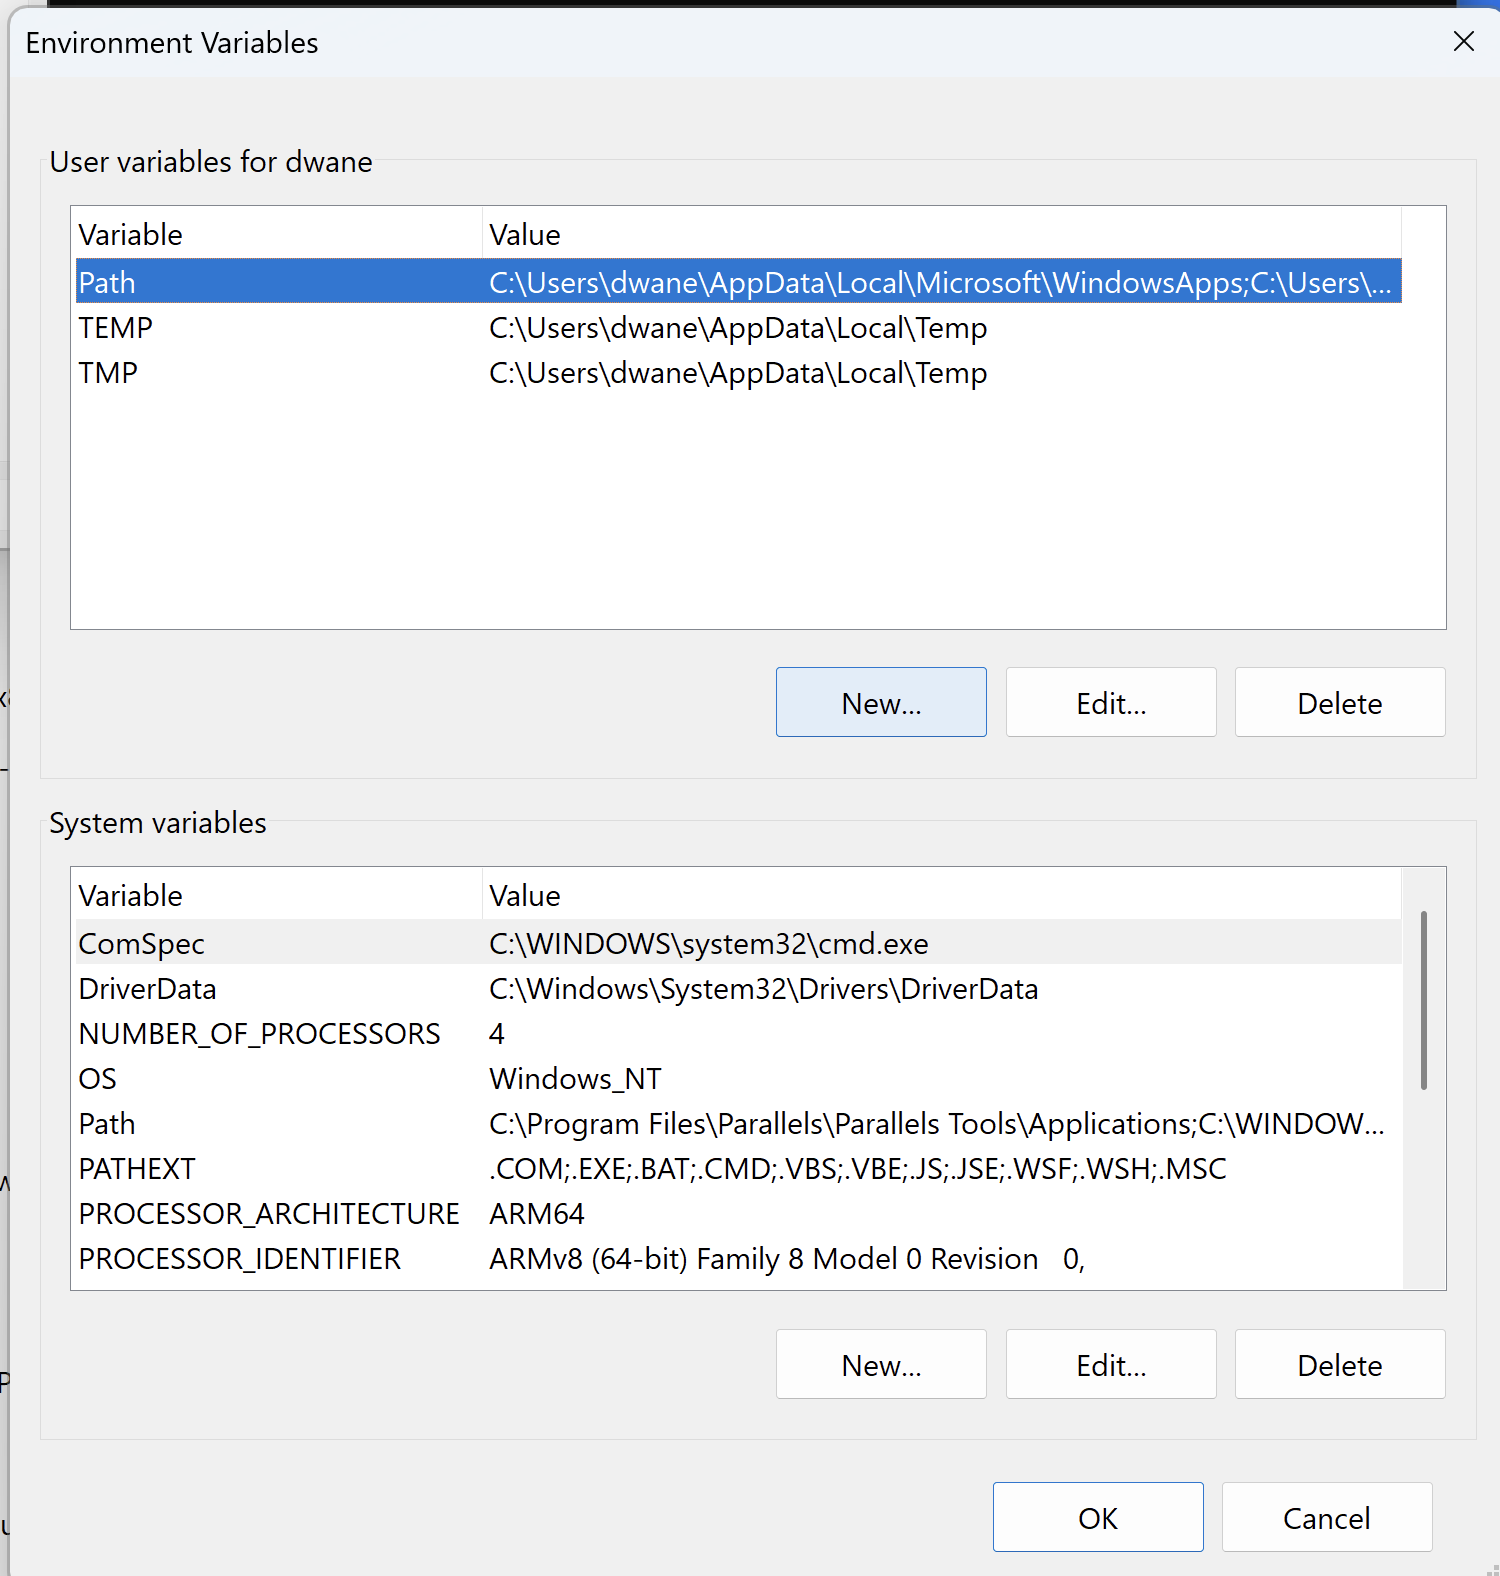 Environment Variables
User variables for dwane
Variable Value
Path C:\Users\dwane\AppData\Local\Microsoft\WindowsApps;C:\Users\...
TEMP C:\Users\dwane\AppData\Local\Temp
TMP C:\Users\dwane\AppData\Local\Temp
New... Edit... Delete
System variables
Variable Value
ComSpec C:\WINDOWS\system32\cmd.exe
DriverData C:\Windows\System32\Drivers\DriverData
NUMBER_OF_PROCESSORS 4
OS Windows_NT
Path C:\Program Files\Parallels\Parallels Tools\Applications;C:\WINDOW...
PATHEXT .COM;.EXE;.BAT;.CMD;.VBS;.VBE;.JS;.JSE;.WSF;.WSH;.MSC
PROCESSOR_ARCHITECTURE ARM64
PROCESSOR_IDENTIFIER ARMv8 (64-bit) Family 8 Model 0 Revision 0,
New... Edit... Delete
OK Cancel